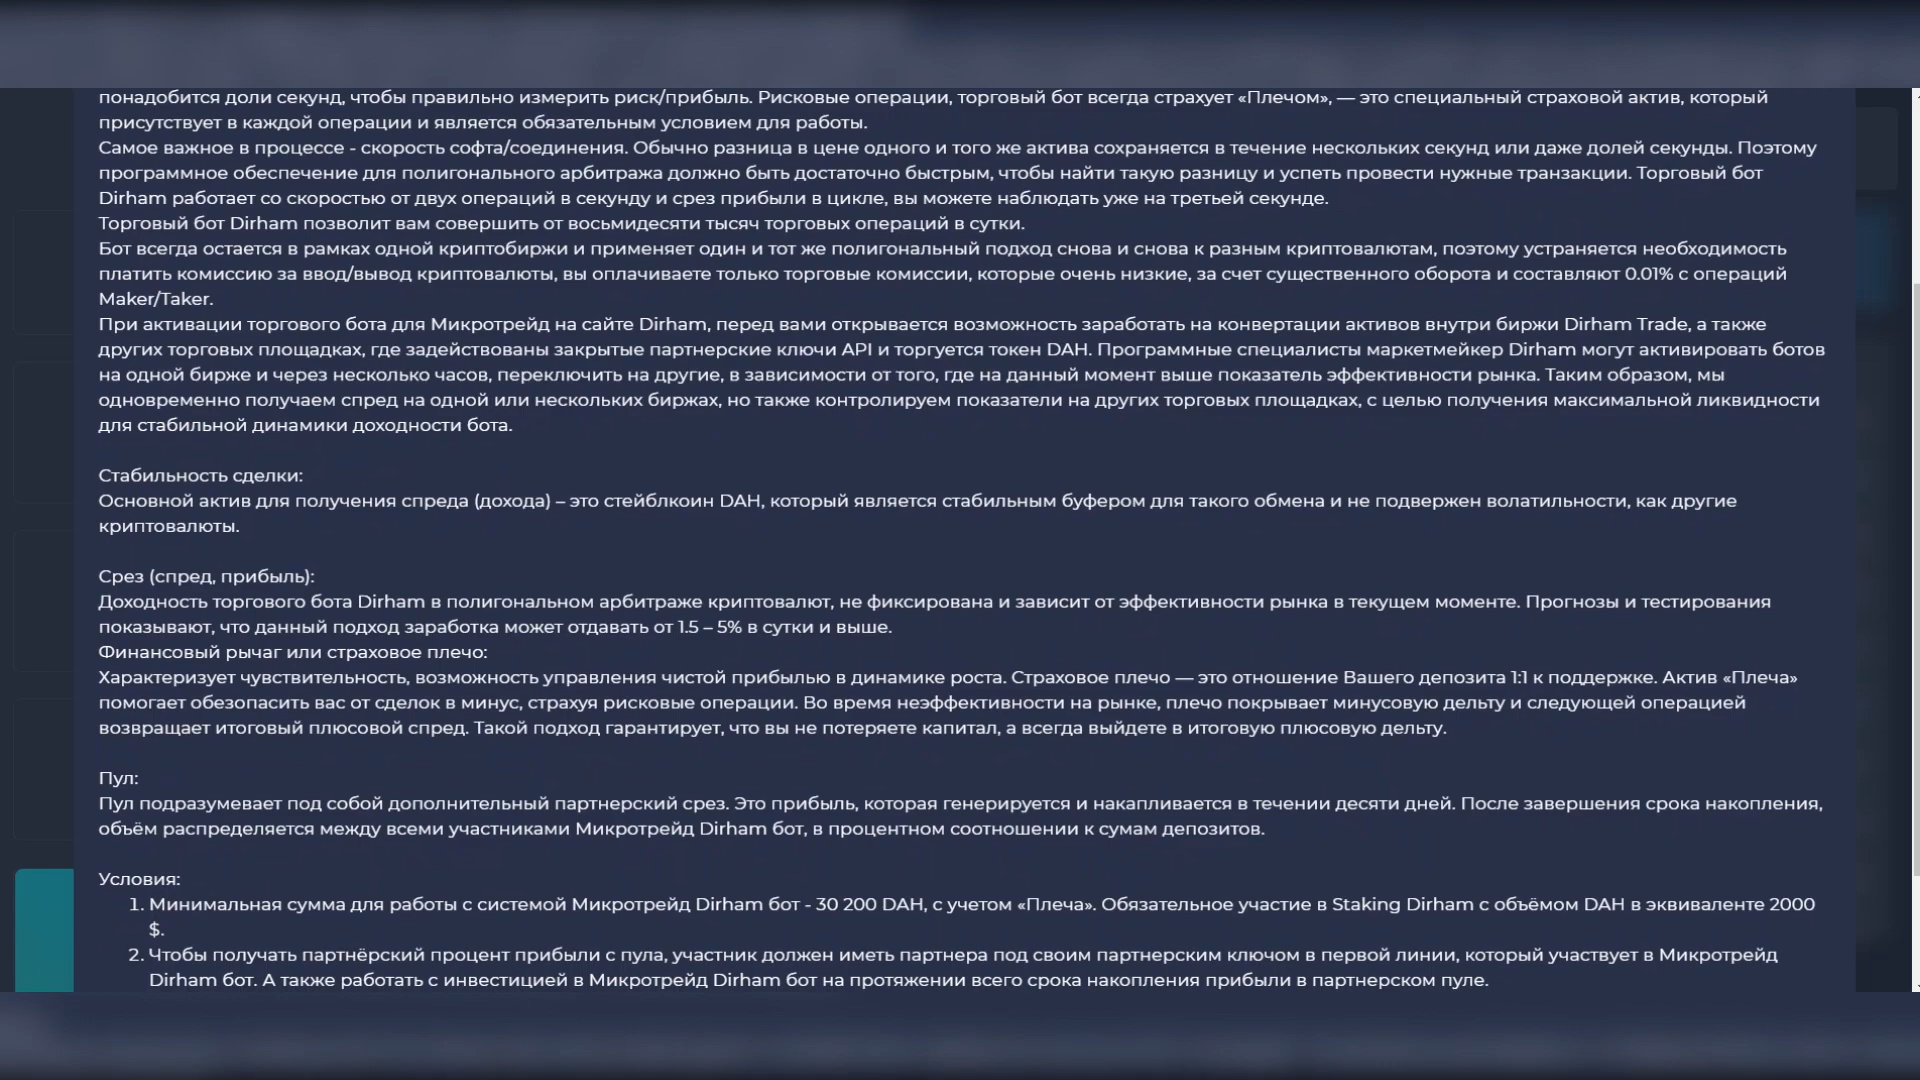 понадобится доли секунд, чтобы правильно измерить риск/прибыль. Рисковые операции, торговый бот всегда страхует «Плечом», — это специальный страховой актив, который
присутствует в каждой операции и является обязательным условием для работы.
Самое важное в процессе - скорость софта/соединения. Обычно разница в цене одного и того же актива сохраняется в течение нескольких секунд или даже долей секунды. Поэтому
программное обеспечение для полигонального арбитража должно быть достаточно быстрым, чтобы найти такую разницу и успеть провести нужные транзакции. Торговый бот
Dirham работает со скоростью от двух операций в секунду и срез прибыли в цикле, вы можете наблюдать уже на третьей секунде.
Торговый бот Dirham позволит вам совершить от восьмидесяти тысяч торговых операций в сутки.
Бот всегда остается в рамках одной криптобиржи и применяет один и тот же полигональный подход снова и снова к разным криптовалютам, поэтому устраняется необходимость
платить комиссию за ввод/вывод криптовалюты, вы оплачиваете только торговые комиссии, которые очень низкие, за счет существенного оборота и составляют 0.01% с операций
Maker/Taker.
При активации торгового бота для Микротрейд на сайте Dirham, перед вами открывается возможность заработать на конвертации активов внутри биржи Dirham Trade, а также
других торговых площадках, где задействованы закрытые партнерские ключи API и торгуется токен DAH. Программные специалисты маркетмейкер Dirham могут активировать ботов
на одной бирже и через несколько часов, переключить на другие, в зависимости от того, где на данный момент выше показатель эффективности рынка. Таким образом, мы
одновременно получаем спред на одной или нескольких биржах, но также контролируем показатели на других торговых площадках, с целью получения максимальной ликвидности
для стабильной динамики доходности бота.
Стабильность сделки:
Основной актив для получения спреда (дохода) – это стейблкоин DAH, который является стабильным буфером для такого обмена и не подвержен волатильности, как другие
криптовалюты.
Срез (спред, прибыль):
Доходность торгового бота Dirham в полигональном арбитраже криптовалют, не фиксирована и зависит от эффективности рынка в текущем моменте. Прогнозы и тестирования
показывают, что данный подход заработка может отдавать от 1.5 – 5% в сутки и выше.
Финансовый рычаг или страховое плечо:
Характеризует чувствительность, возможность управления чистой прибылью в динамике роста. Страховое плечо — это отношение Вашего депозита 1:1 к поддержке. Актив «Плеча»
помогает обезопасить вас от сделок в минус, страхуя рисковые операции. Во время неэффективности на рынке, плечо покрывает минусовую дельту и следующей операцией
возвращает итоговый плюсовой спред. Такой подход гарантирует, что вы не потеряете капитал, а всегда выйдете в итоговую плюсовую дельту.
Пул:
Пул подразумевает под собой дополнительный партнерский срез. Это прибыль, которая генерируется и накапливается в течении десяти дней. После завершения срока накопления,
объём распределяется между всеми участниками Микротрейд Dirham бот, в процентном соотношении к сумам депозитов.
Условия:
1. Минимальная сумма для работы с системой Микротрейд Dirham бот - 30 200 DAH, с учетом «Плеча». Обязательное участие в Staking Dirham с объёмом DAH в эквиваленте 2000
$.
2. Чтобы получать партнёрский процент прибыли с пула, участник должен иметь партнера под своим партнерским ключом в первой линии, который участвует в Микротрейд
Dirham бот. А также работать с инвестицией в Микротрейд Dirham бот на протяжении всего срока накопления прибыли в партнерском пуле.